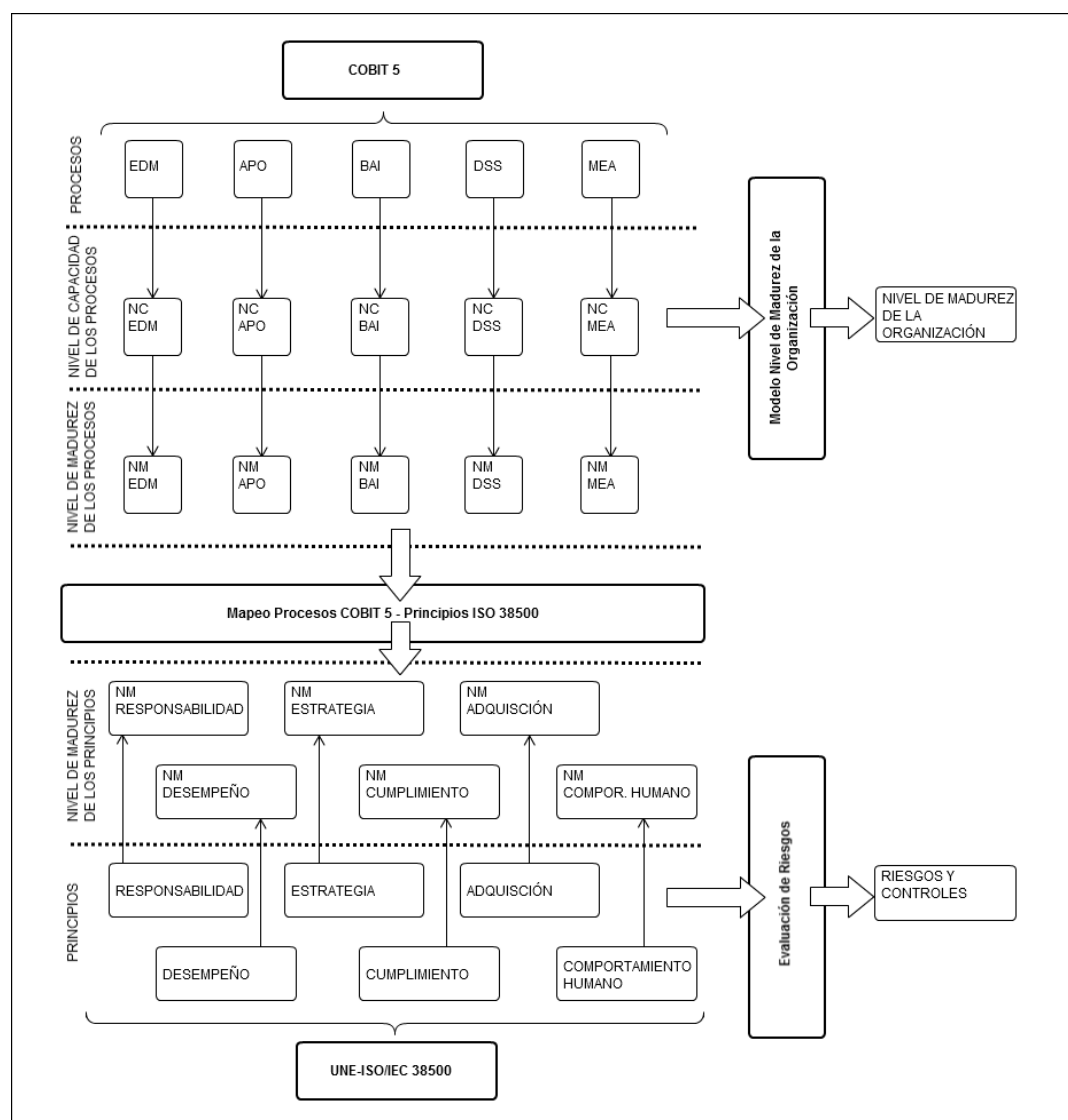 COBIT 5
PROCESOS
EDM
APO
BAI
DSS
MEA
NIVEL DE CAPACIDAD
DE LOS PROCESOS
NC
EDM
NC
APO
NC
BAI
NC
DSS
NC
MEA
Modelo Nivel de Madurez de la
Organización
NIVEL DE MADUREZ
DE LA
ORGANIZACIÓN
NIVEL DE MADUREZ
DE LOS PROCESOS
NM
EDM
NM
APO
NM
BAI
NM
DSS
NM
MEA
Mapeo Procesos COBIT 5 - Principios ISO 38500
NIVEL DE MADUREZ
DE LOS PRINCIPIOS
NM
RESPONSABILIDAD
NM
ESTRATEGIA
NM
ADQUISCIÓN
NM
DESEMPEÑO
NM
CUMPLIMIENTO
NM
COMPOR. HUMANO
PRINCIPIOS
RESPONSABILIDAD
ESTRATEGIA
ADQUISCIÓN
DESEMPEÑO
CUMPLIMIENTO
COMPORTAMIENTO
HUMANO
Evaluación de Riesgos
RIESGOS Y
CONTROLES
UNE-ISO/IEC 38500